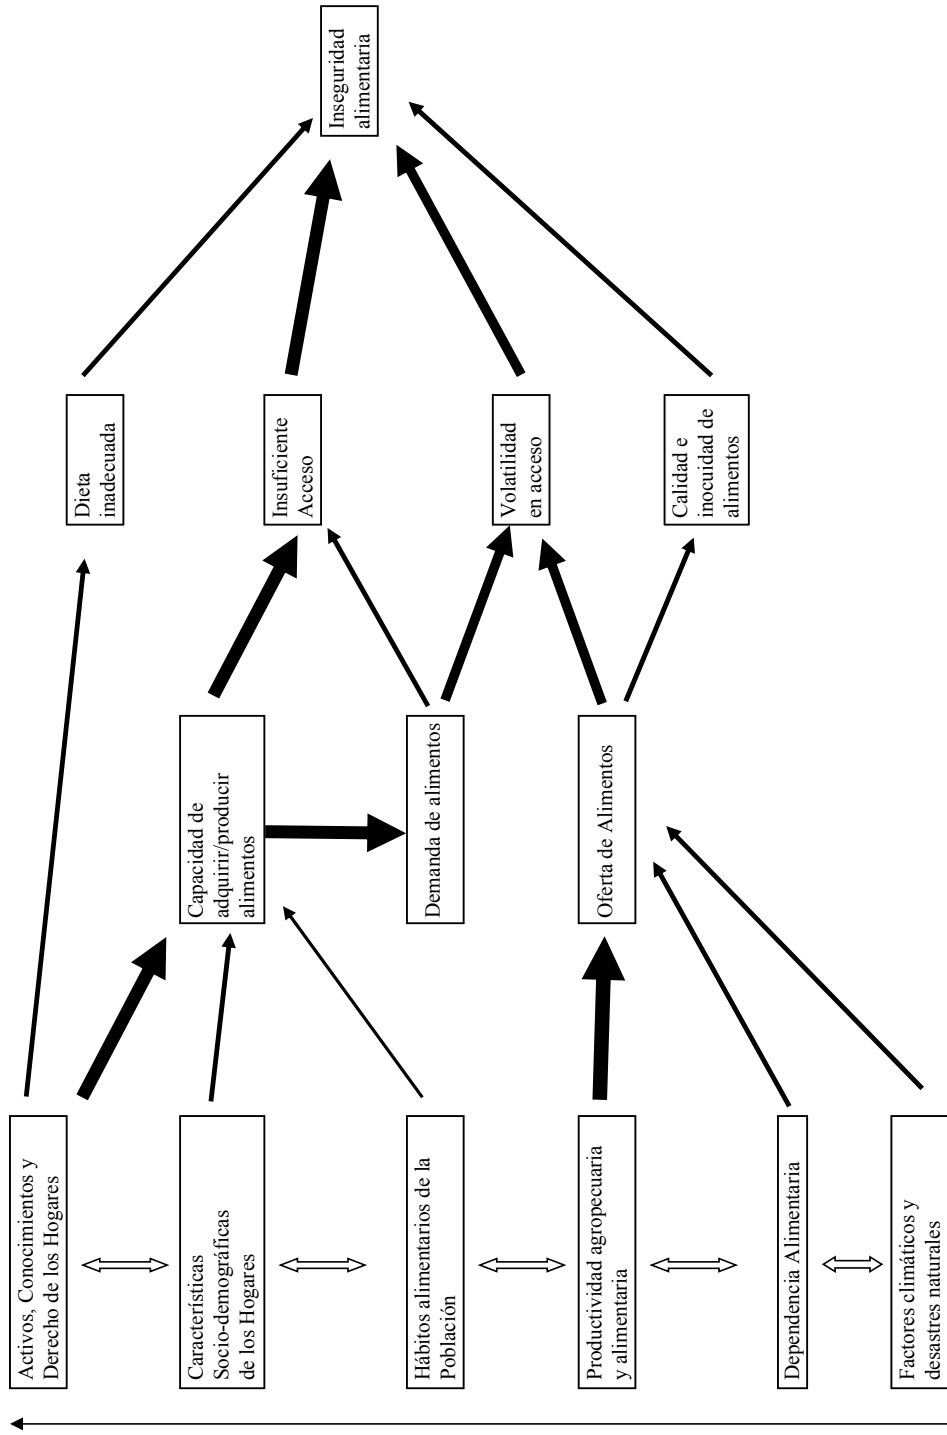 Inseguridad
alimentaria
Dieta
inadecuada
Insuficiente
Acceso
Volatilidad
en acceso
Calidad e
inocuidad de
alimentos
Capacidad de
adquirir/producir
alimentos
Demanda de alimentos
Oferta de Alimentos
Activos, Conocimientos y
Derecho de los Hogares
Características
Socio-demográficas
de los Hogares
Hábitos alimentarios de la
Población
Productividad agropecuaria
y alimentaria
Dependencia Alimentaria
Factores climáticos y
desastres naturales